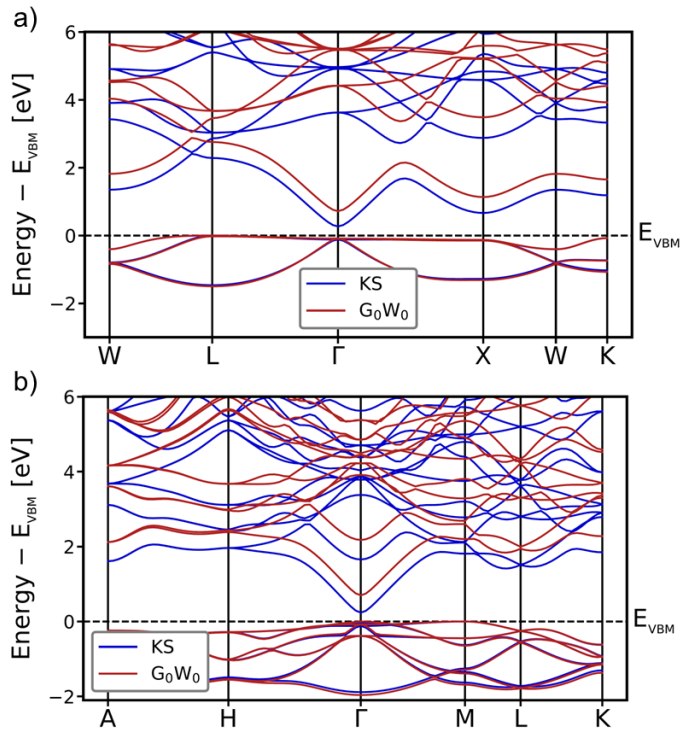 a)
6
4
2
0
−2
Energy − E_VBM [eV]
E_VBM
KS
G₀W₀
W L Γ X W K
b)
6
4
2
0
−2
Energy − E_VBM [eV]
E_VBM
KS
G₀W₀
A H Γ M L K